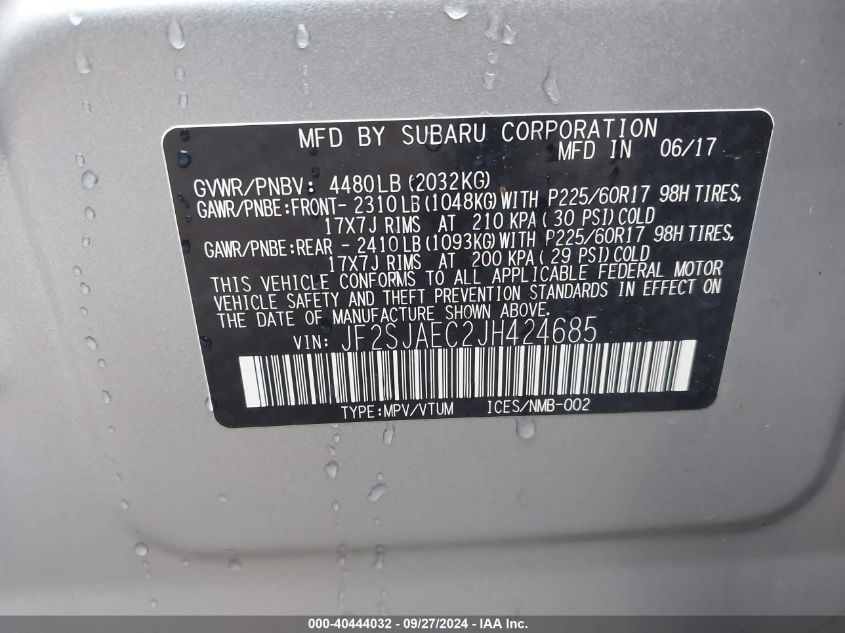 MFD BY SUBARU CORPORATION
MFD IN 06/17
GVWR/PNBV: 4480LB (2032KG)
GAWR/PNBE:FRONT- 2310LB (1048KG) WITH P225/60R17 98H TIRES,
17X7J RIMS AT 210 KPA ( 30 PSI) COLD
GAWR/PNBE:REAR - 2410LB (1093KG) WITH P225/60R17 98H TIRES,
17X7J RIMS AT 200 KPA ( 29 PSI) COLD
THIS VEHICLE CONFORMS TO ALL APPLICABLE FEDERAL MOTOR
VEHICLE SAFETY AND THEFT PREVENTION STANDARDS IN EFFECT ON
THE DATE OF MANUFACTURE SHOWN ABOVE.
VIN: JF2SJAEC2JH424685
TYPE:MPV/VTUM ICES/NMB-002
000-40444032 - 09/27/2024 - IAA Inc.